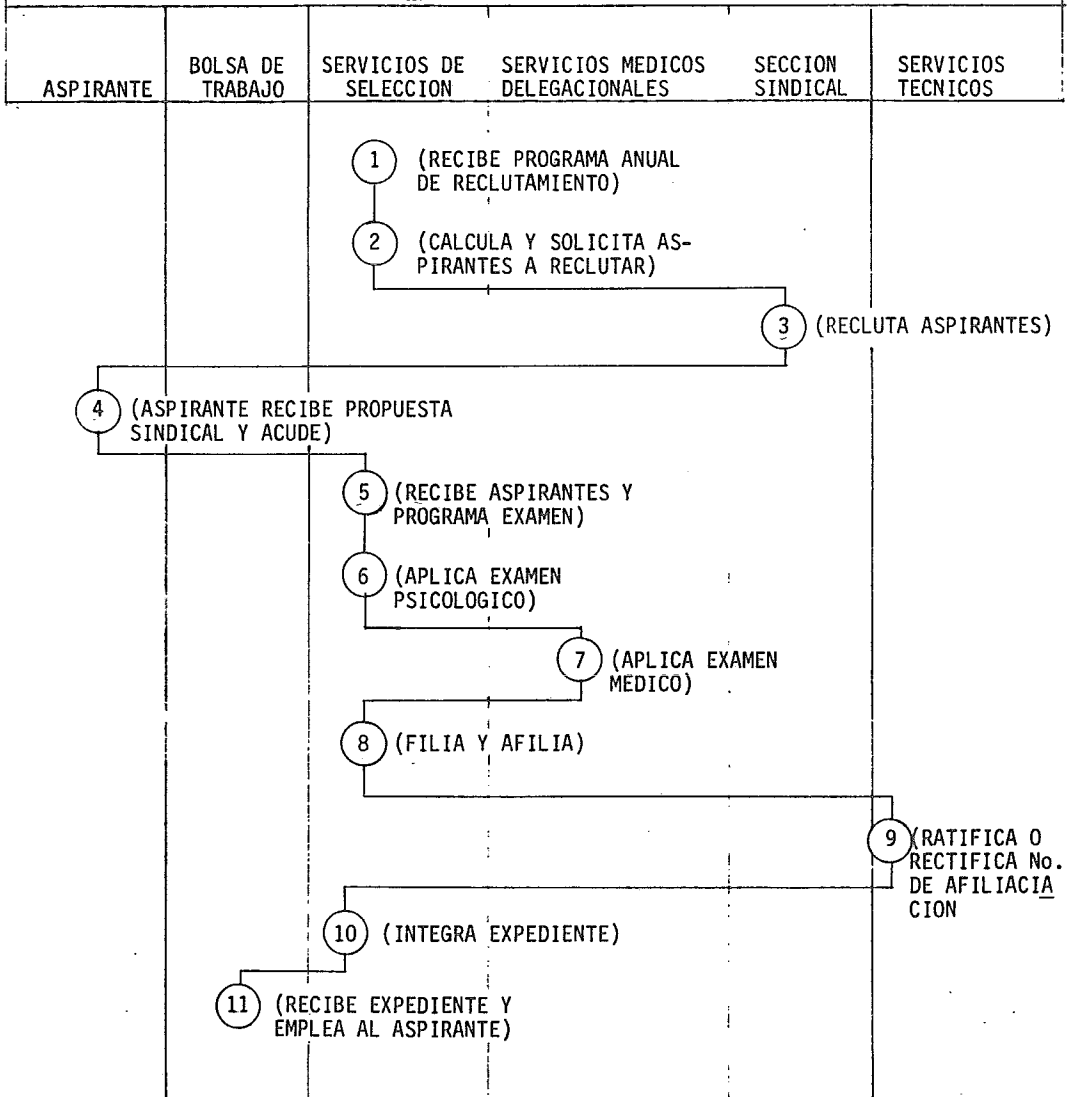 ASPIRANTE
BOLSA DE
TRABAJO
SERVICIOS DE
SELECCION
SERVICIOS MEDICOS
DELEGACIONALES
SECCION
SINDICAL
SERVICIOS
TECNICOS
1 (RECIBE PROGRAMA ANUAL
DE RECLUTAMIENTO)
2 (CALCULA Y SOLICITA AS-
PIRANTES A RECLUTAR)
3 (RECLUTA ASPIRANTES)
4 (ASPIRANTE RECIBE PROPUESTA
SINDICAL Y ACUDE)
5 (RECIBE ASPIRANTES Y
PROGRAMA EXAMEN)
6 (APLICA EXAMEN
PSICOLOGICO)
7 (APLICA EXAMEN
MEDICO)
8 (FILIA Y AFILIA)
9 (RATIFICA O
RECTIFICA No.
DE AFILIACIA
CION
10 (INTEGRA EXPEDIENTE)
11 (RECIBE EXPEDIENTE Y
EMPLEA AL ASPIRANTE)